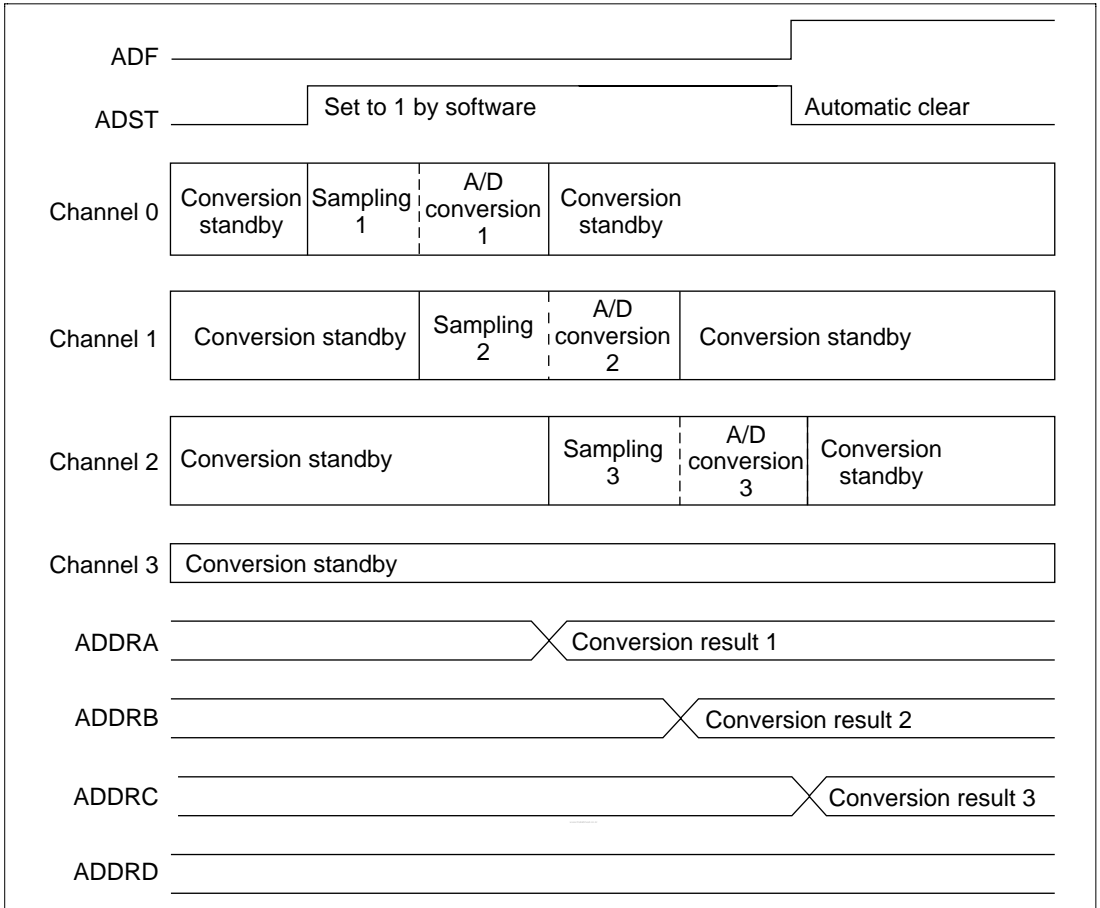 ADF
ADST
Set to 1 by software
Automatic clear
Channel 0
Conversion
standby
Sampling
1
A/D
conversion
1
Conversion
standby
Channel 1
Conversion standby
Sampling
2
A/D
conversion
2
Conversion standby
Channel 2
Conversion standby
Sampling
3
A/D
conversion
3
Conversion
standby
Channel 3
Conversion standby
ADDRA
Conversion result 1
ADDRB
Conversion result 2
ADDRC
Conversion result 3
ADDRD